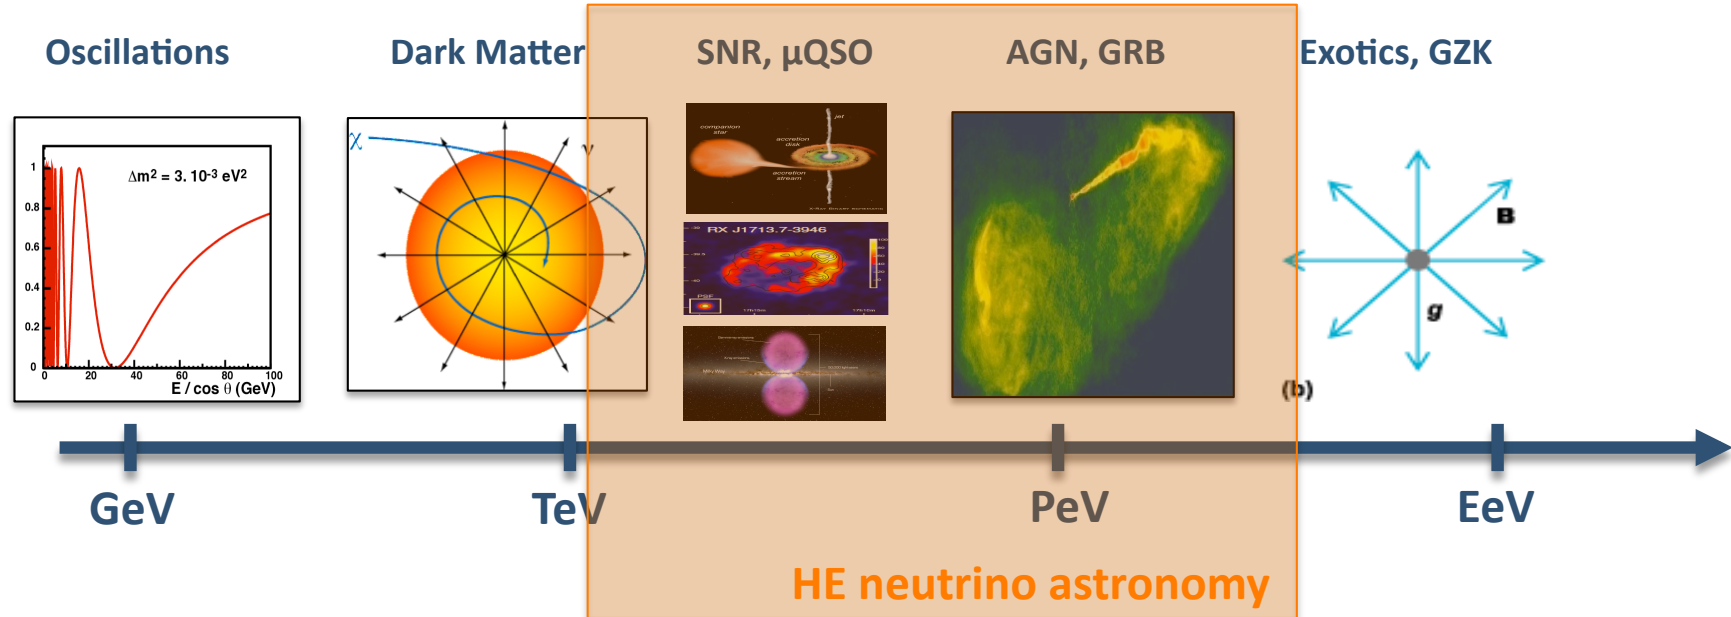 Oscillations
Dark Matter
SNR, µQSO
AGN, GRB
Exotics, GZK
Δm² = 3. 10⁻³ eV²
1
0.8
0.6
0.4
0.2
0
0 20 40 60 80 100
E / cos θ (GeV)
χ
ν
jet
companion
star
accretion
disk
accretion
stream
RX J1713.7-3946
PSF
B
g
(b)
GeV
TeV
PeV
EeV
HE neutrino astronomy